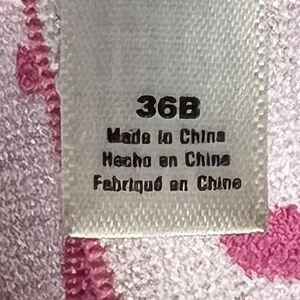 36B
Made in China
Hecho en China
Fabriqué en Chine